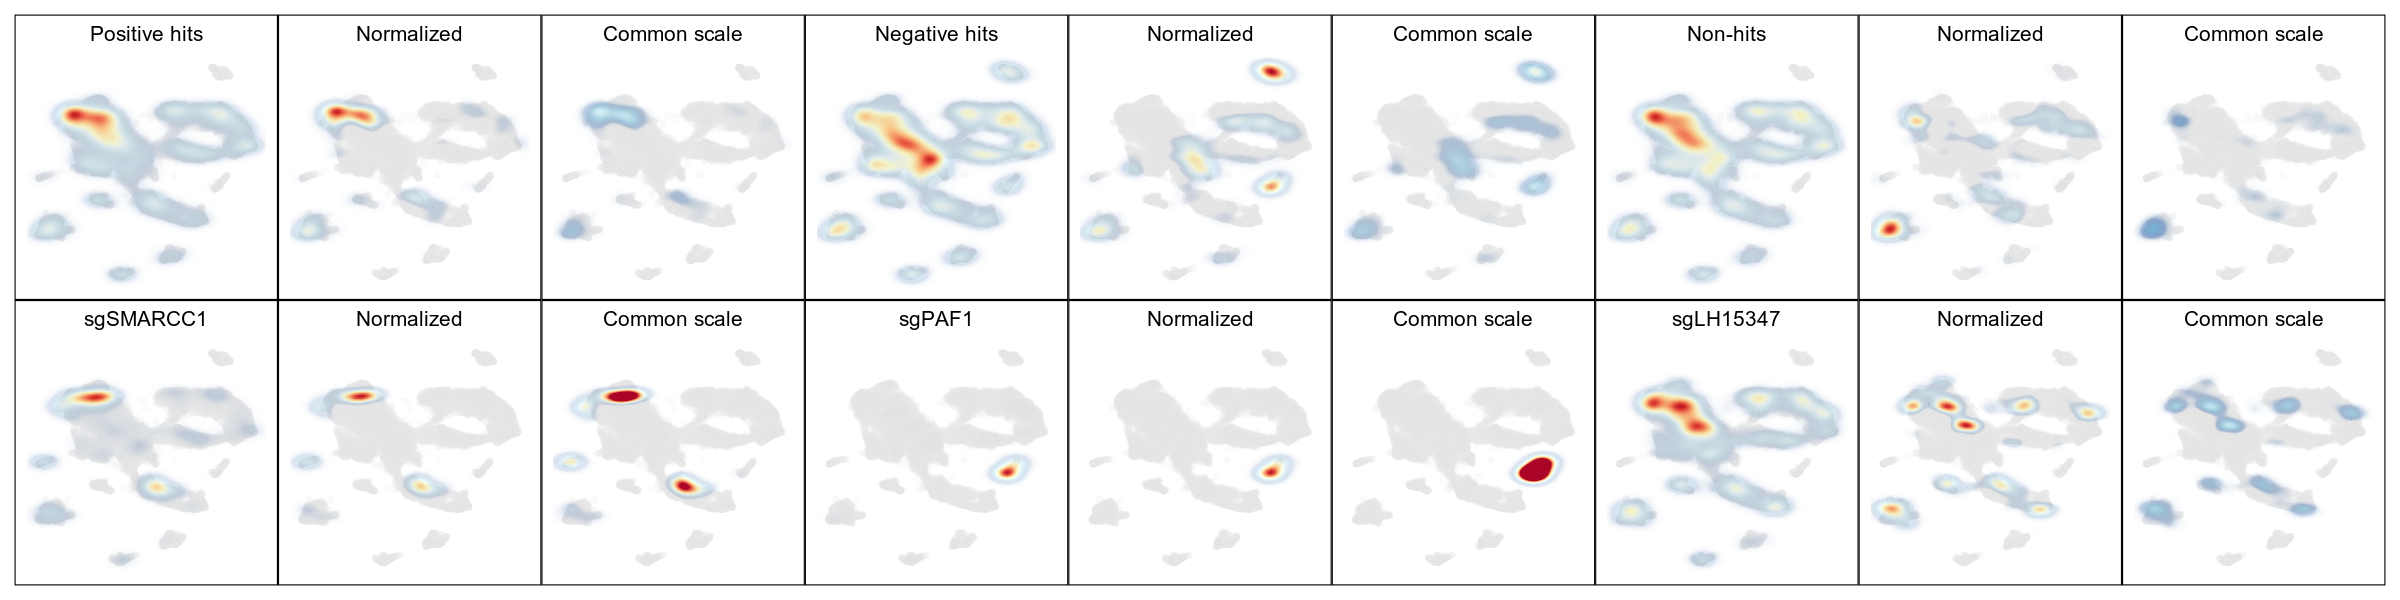 Positive hits
Normalized
Common scale
Negative hits
Normalized
Common scale
Non-hits
Normalized
Common scale
sgSMARCC1
Normalized
Common scale
sgPAF1
Normalized
Common scale
sgLH15347
Normalized
Common scale